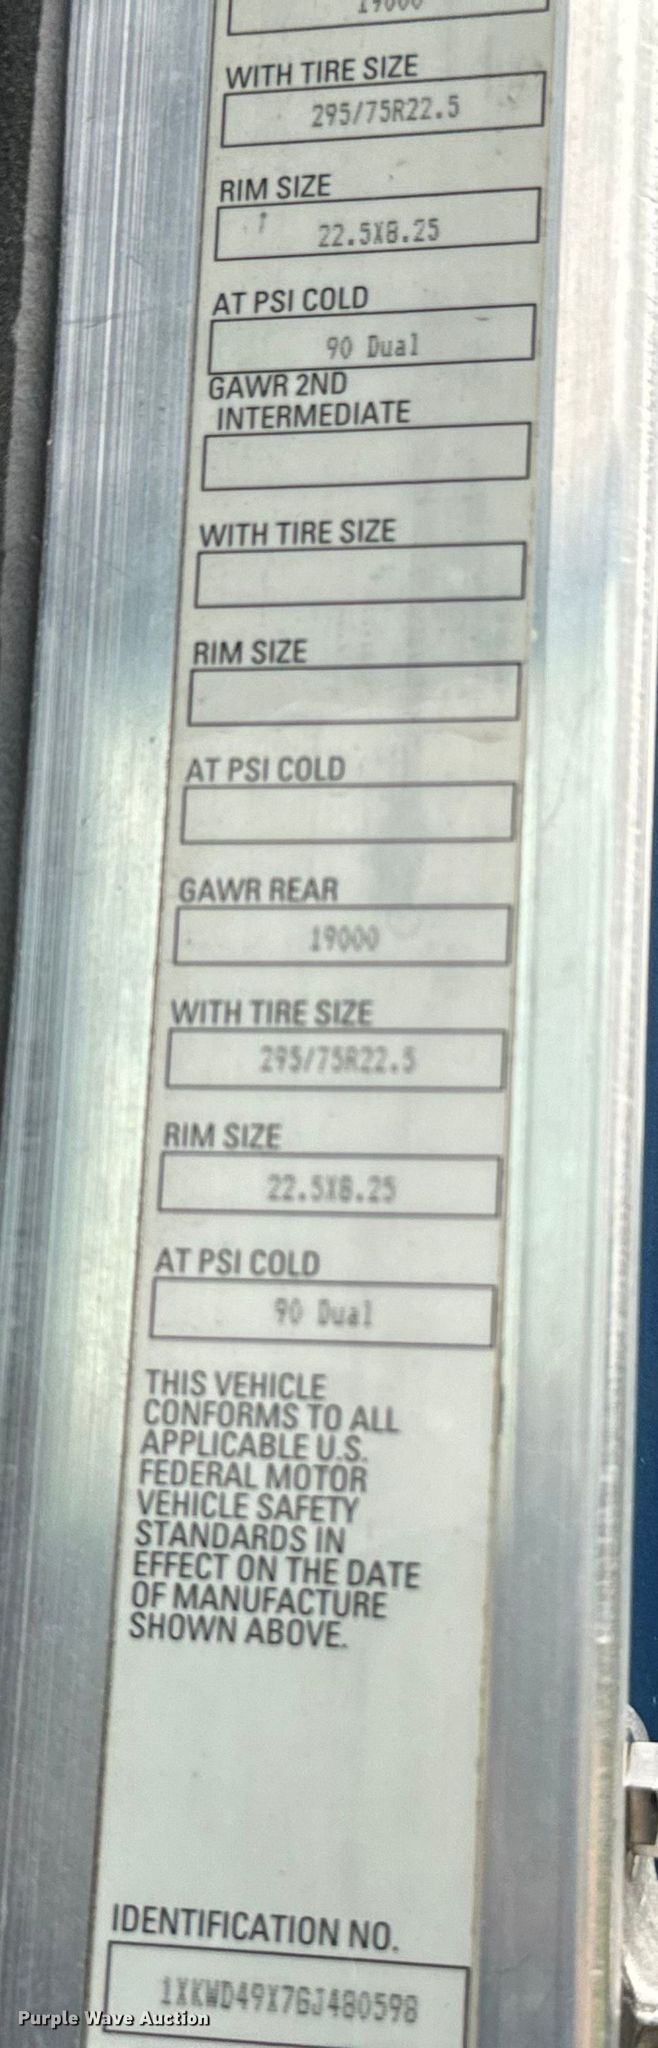 19000
WITH TIRE SIZE
295/75R22.5
RIM SIZE
22.5X8.25
AT PSI COLD
90 Dual
GAWR 2ND
INTERMEDIATE
WITH TIRE SIZE
RIM SIZE
AT PSI COLD
GAWR REAR
19000
WITH TIRE SIZE
295/75R22.5
RIM SIZE
22.5X8.25
AT PSI COLD
90 Dual
THIS VEHICLE
CONFORMS TO ALL
APPLICABLE U.S.
FEDERAL MOTOR
VEHICLE SAFETY
STANDARDS IN
EFFECT ON THE DATE
OF MANUFACTURE
SHOWN ABOVE.
IDENTIFICATION NO.
1XKWD49X7GJ480598
Purple Wave Auction